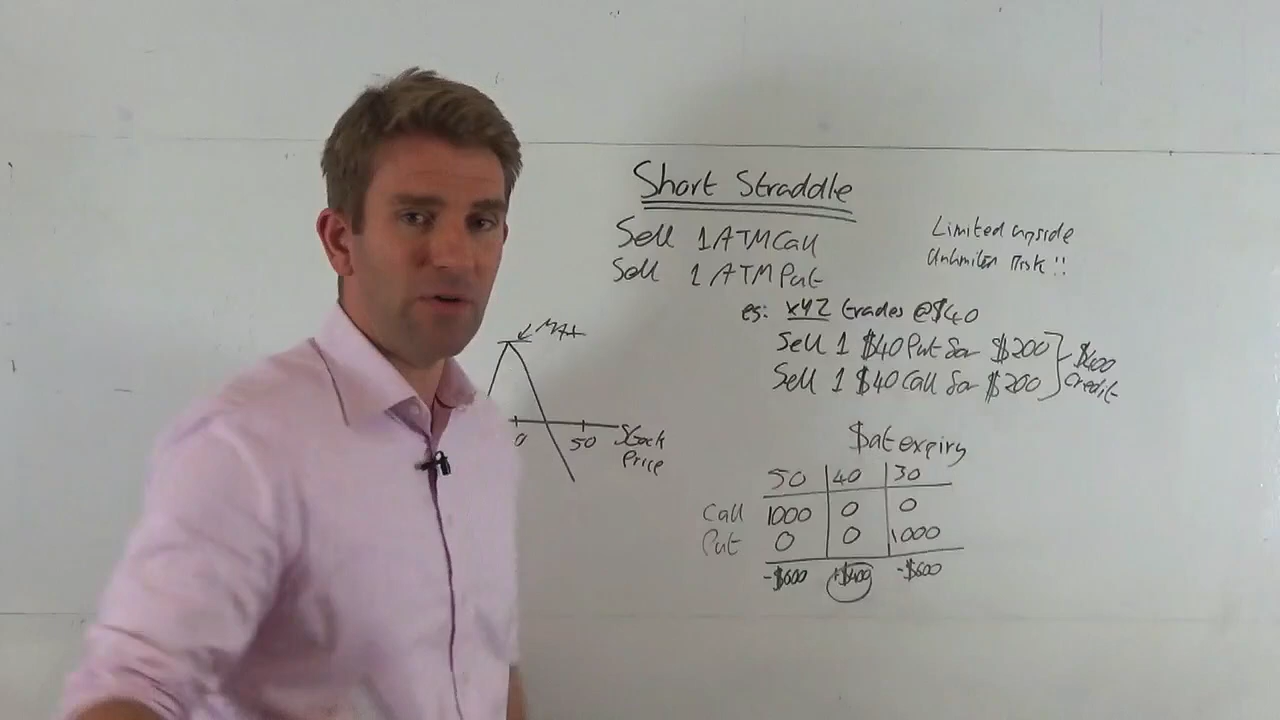 Short Straddle
Sell 1 ATM Call
Sell 1 ATM Put
Limited upside
Unlimited Risk !!
eg: XYZ trades @ $40
Sell 1 $40 Put for $200
Sell 1 $40 Call for $200
$400
Credit
MAX
0 50 Stock
Price
$ at expiry
50 40 30
Call 1000 0 0
Put 0 0 1000
-$600 +$400 -$600